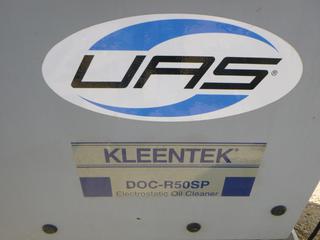 UAS®
KLEENTEK®
DOC-R50SP
Electrostatic Oil Cleaner